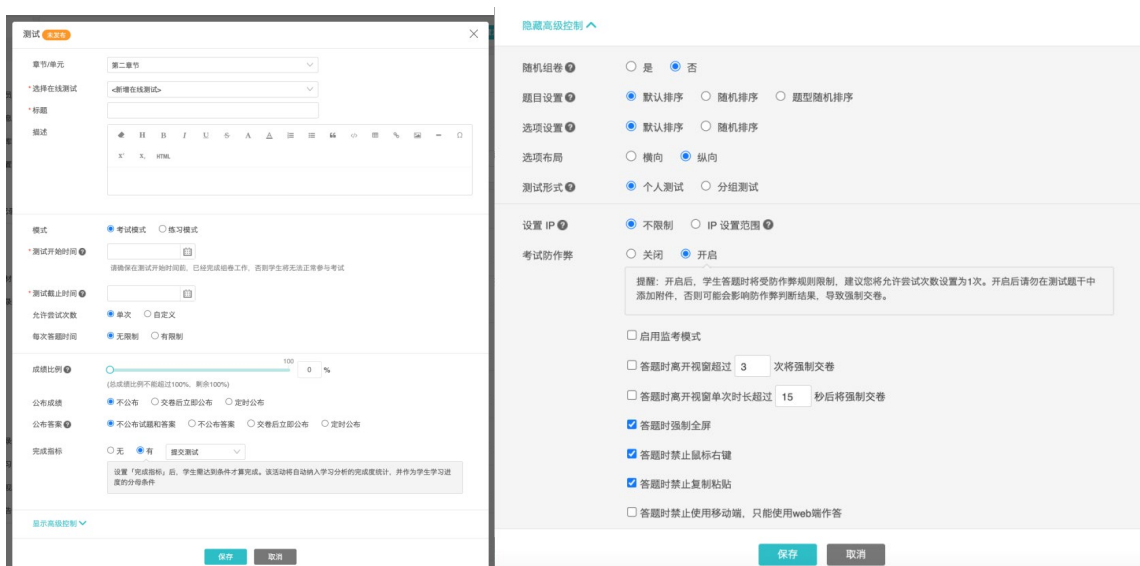 测试 未发布
章节/单元 第二章节
*选择在线测试 <新增在线测试>
*标题
描述
H B I U S A A
X² X₂ HTML
模式 考试模式 练习模式
*测试开始时间
请确保在测试开始时间前，已经完成组卷工作，否则学生将无法正常参与考试
*测试截止时间
允许尝试次数 单次 自定义
每次答题时间 无限制 有限制
成绩比例 100 0 %
(总成绩比例不能超过100%，剩余100%)
公布成绩 不公布 交卷后立即公布 定时公布
公布答案 不公布试题和答案 不公布答案 交卷后立即公布 定时公布
完成指标 无 有 提交测试
设置「完成指标」后，学生需达到条件才算完成。该活动将自动纳入学习分析的完成度统计，并作为学生学习进
度的分母条件
显示高级控制
保存 取消
隐藏高级控制
随机组卷 是 否
题目设置 默认排序 随机排序 题型随机排序
选项设置 默认排序 随机排序
选项布局 横向 纵向
测试形式 个人测试 分组测试
设置 IP 不限制 IP 设置范围
考试防作弊 关闭 开启
提醒：开启后，学生答题时将受防作弊规则限制，建议您将允许尝试次数设置为1次。开启后请勿在测试题干中
添加附件，否则可能会影响防作弊判断结果，导致强制交卷。
启用监考模式
答题时离开视窗超过 3 次将强制交卷
答题时离开视窗单次时长超过 15 秒后将强制交卷
答题时强制全屏
答题时禁止鼠标右键
答题时禁止复制粘贴
答题时禁止使用移动端，只能使用web端作答
保存 取消